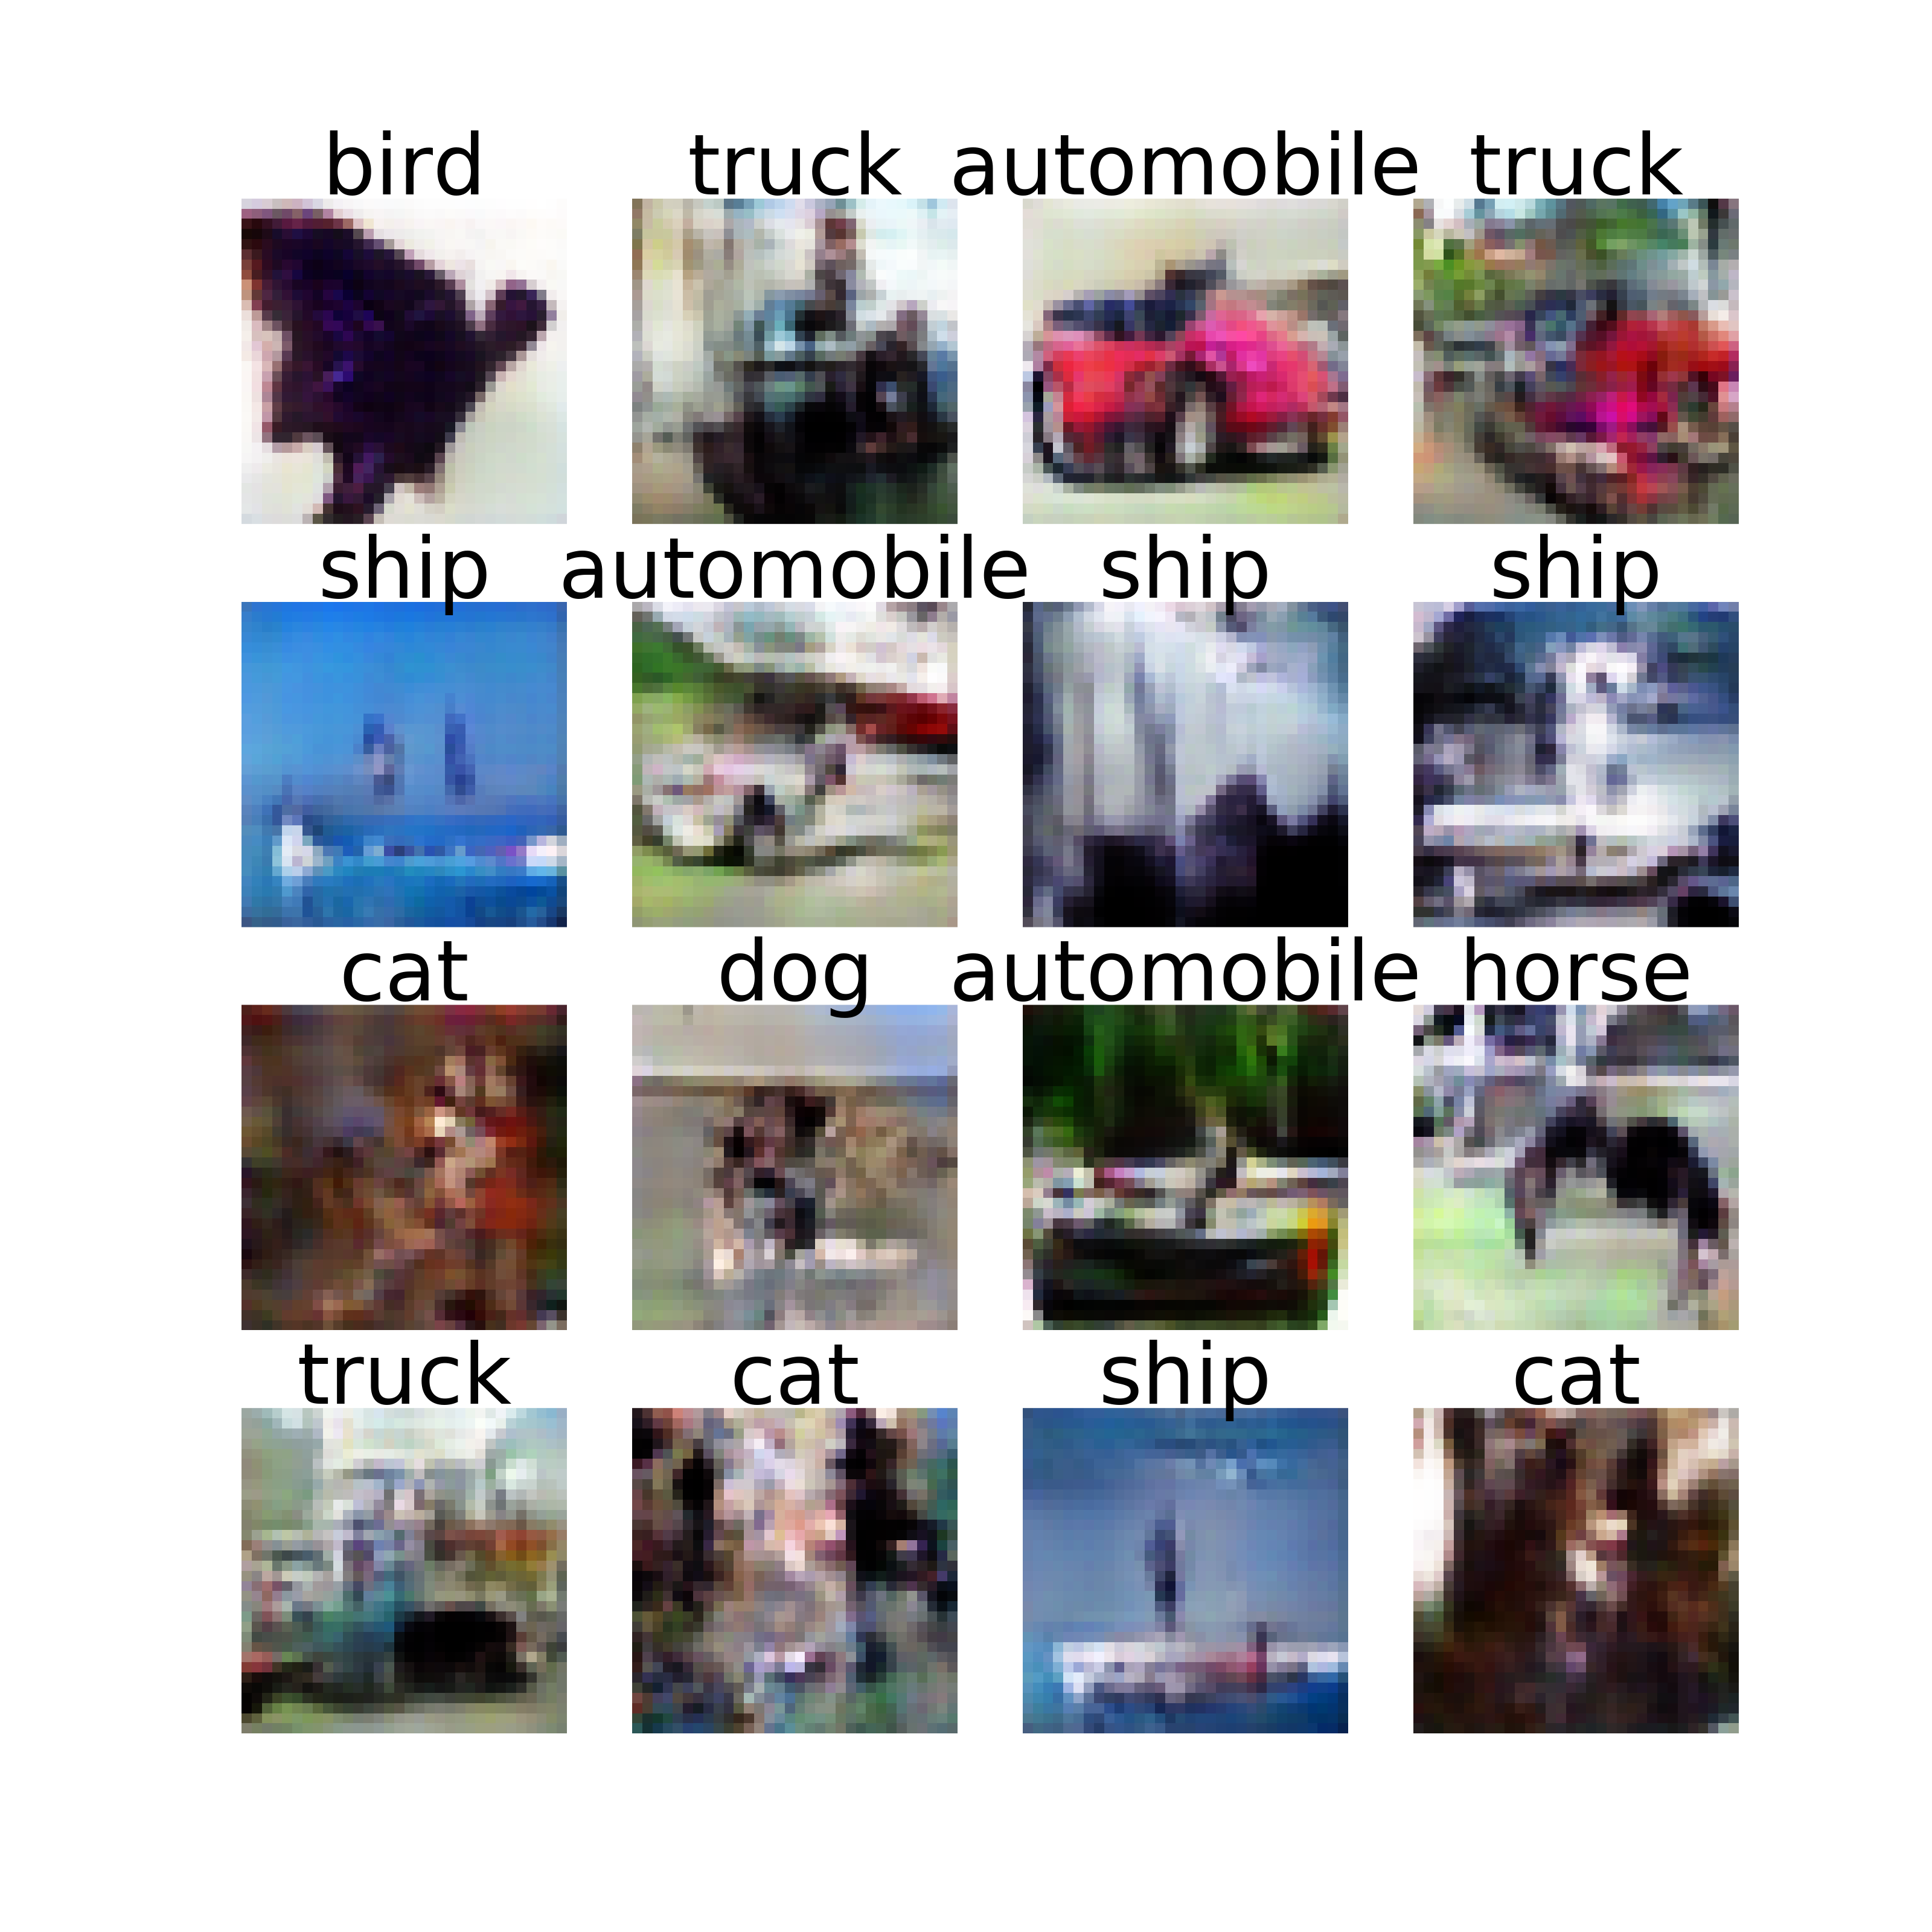 bird truck automobile truck
ship automobile ship ship
cat dog automobile horse
truck cat ship cat